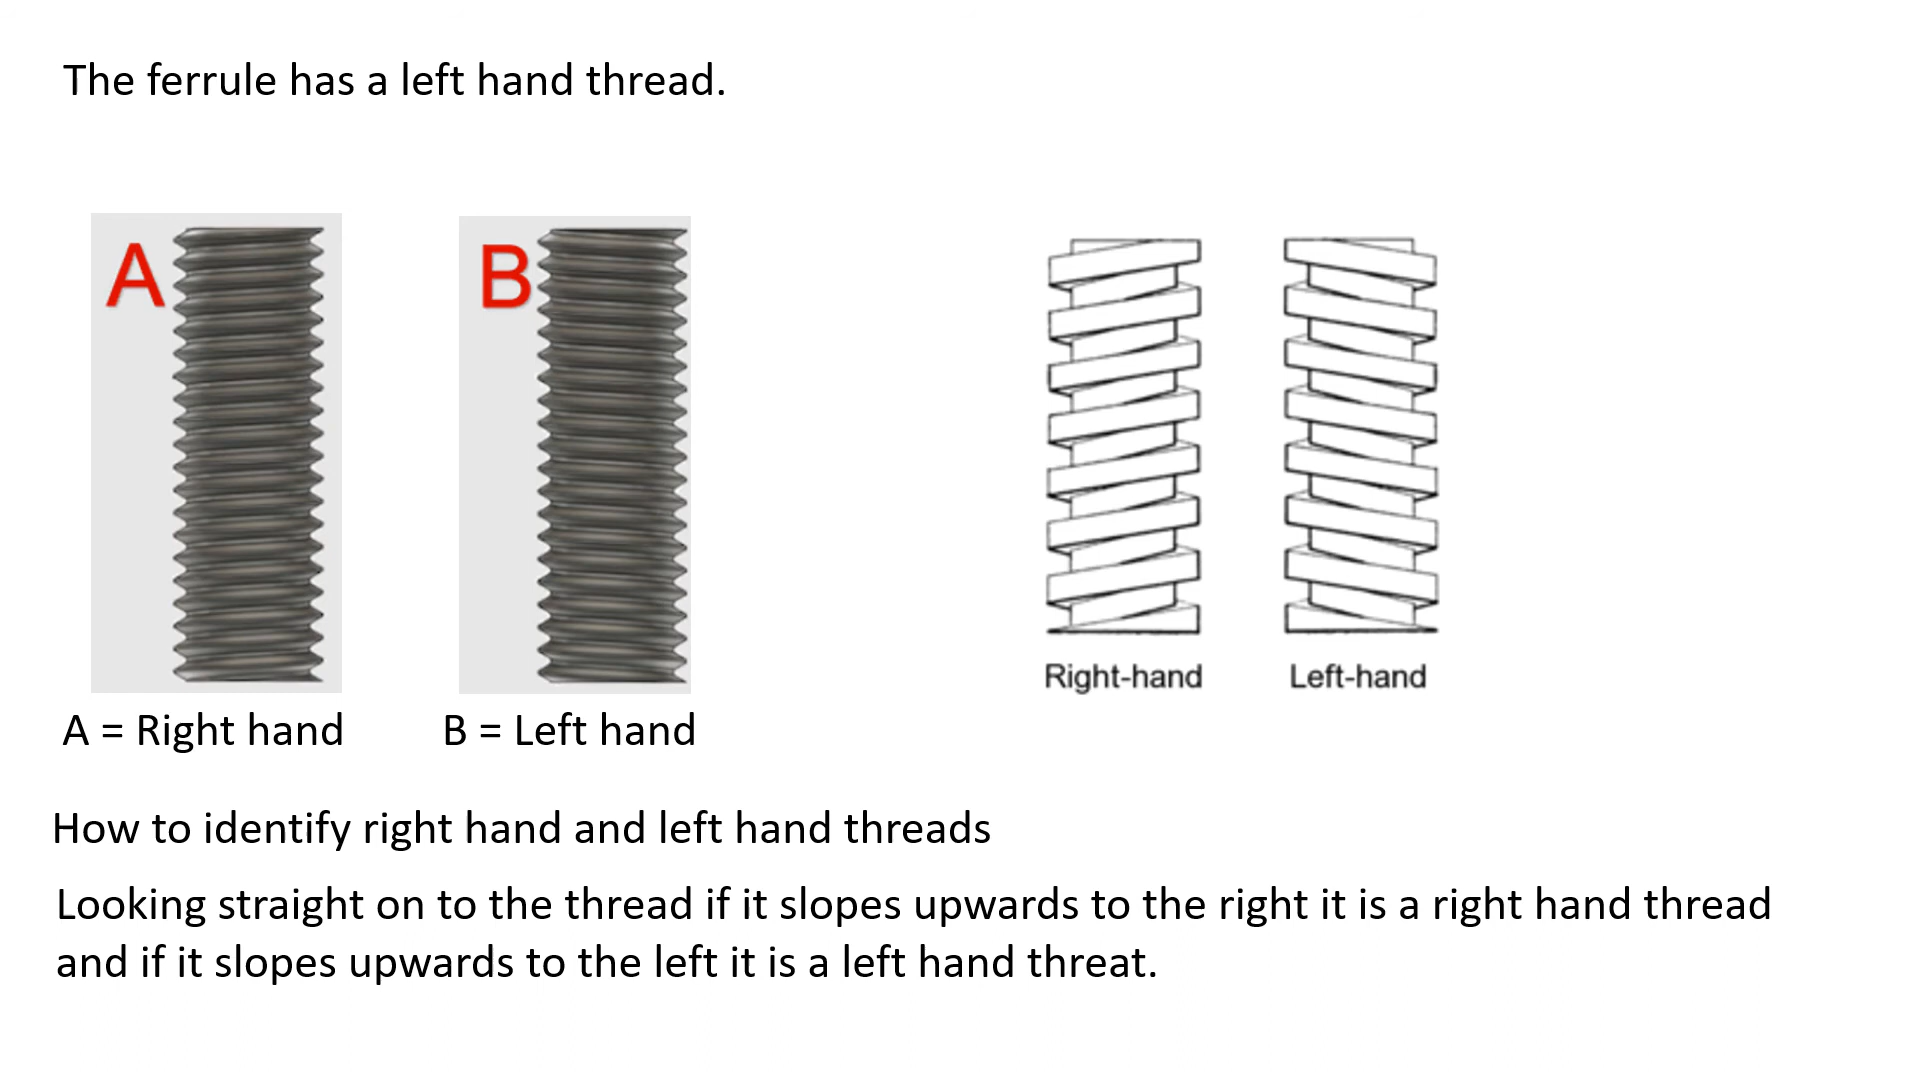 The ferrule has a left hand thread.
A
B
Right-hand
Left-hand
A = Right hand
B = Left hand
How to identify right hand and left hand threads
Looking straight on to the thread if it slopes upwards to the right it is a right hand thread
and if it slopes upwards to the left it is a left hand threat.